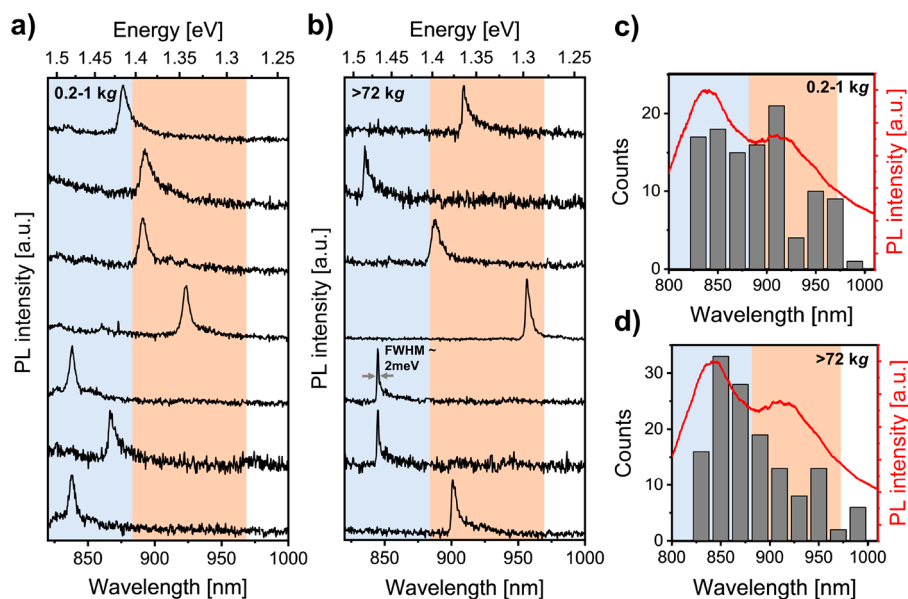 a)
Energy [eV]
1.5 1.45 1.4 1.35 1.3 1.25
0.2-1 kg
PL intensity [a.u.]
850 900 950 1000
Wavelength [nm]
b)
Energy [eV]
1.5 1.45 1.4 1.35 1.3 1.25
>72 kg
PL intensity [a.u.]
FWHM ~
2meV
850 900 950 1000
Wavelength [nm]
c)
0.2-1 kg
20
10
0
Counts
PL intensity [a.u.]
800 850 900 950 1000
Wavelength [nm]
d)
>72 kg
30
20
10
0
Counts
PL intensity [a.u.]
800 850 900 950 1000
Wavelength [nm]